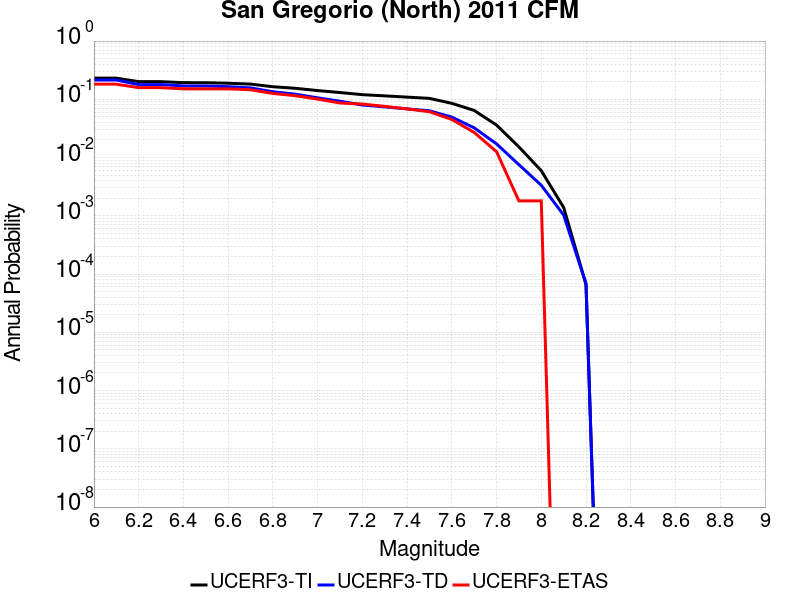 San Gregorio (North) 2011 CFM
10^0
10^-1
10^-2
10^-3
10^-4
10^-5
10^-6
10^-7
10^-8
Annual Probability
6 6.2 6.4 6.6 6.8 7 7.2 7.4 7.6 7.8 8 8.2 8.4 8.6 8.8 9
Magnitude
UCERF3-TI UCERF3-TD UCERF3-ETAS